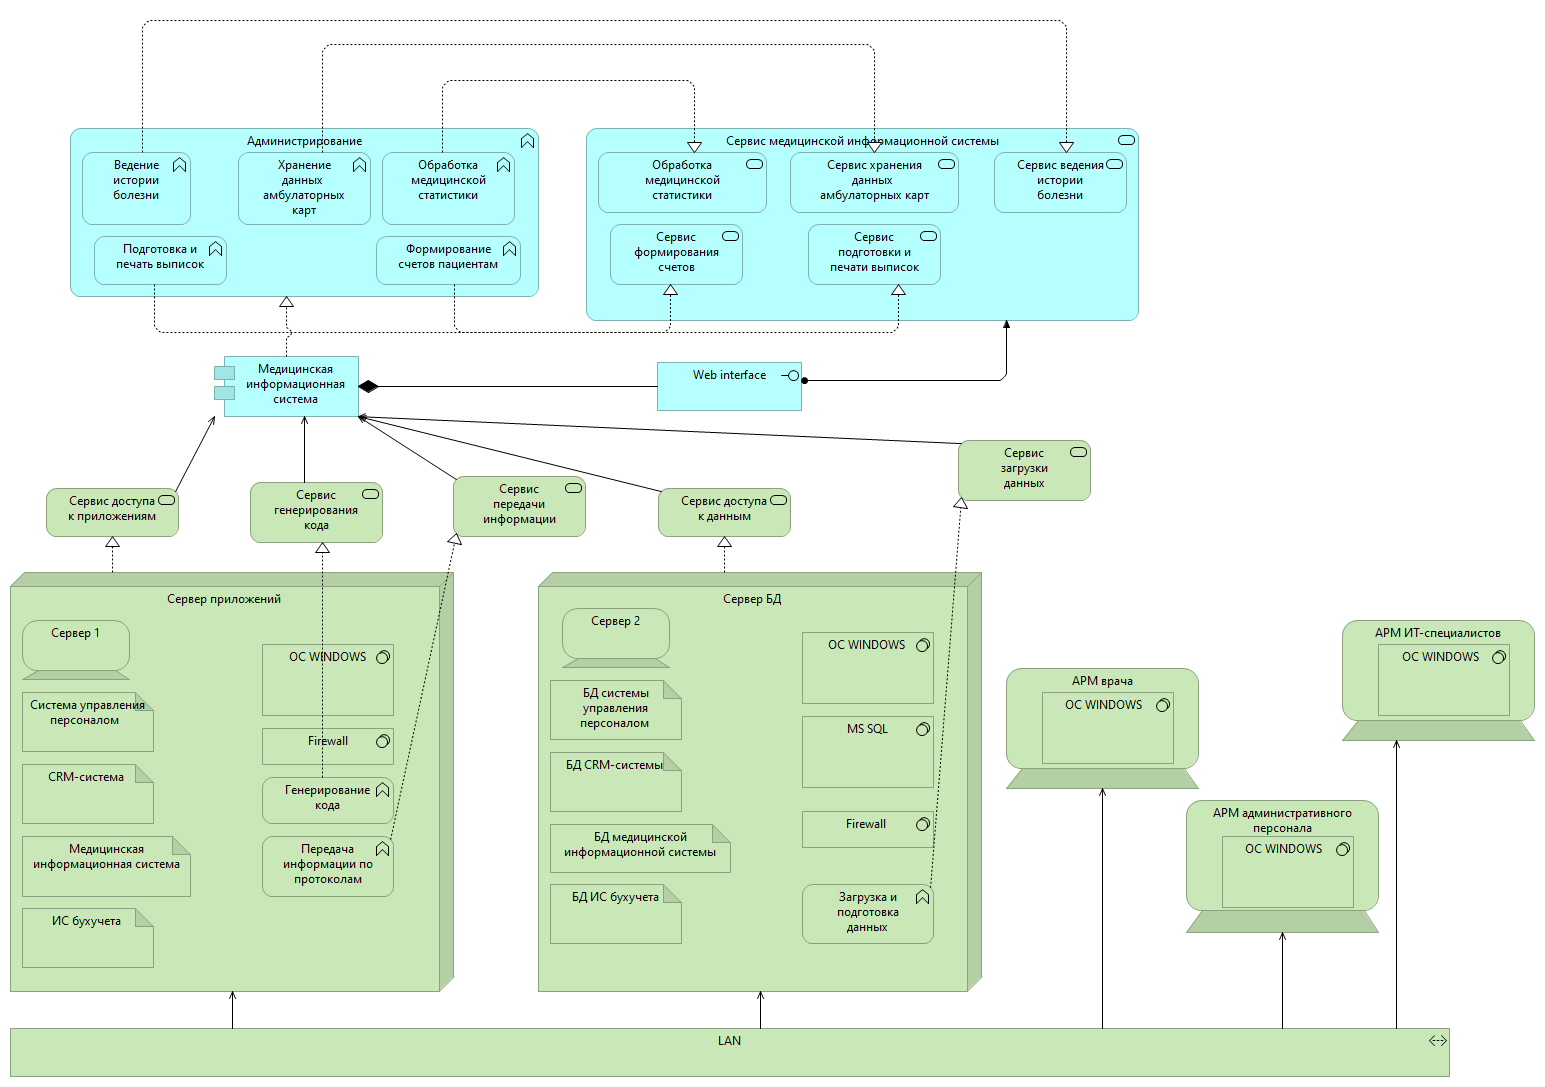 Администрирование
Ведение
истории
болезни
Хранение
данных
амбулаторных
карт
Обработка
медицинской
статистики
Подготовка и
печать выписок
Формирование
счетов пациентам
Сервис медицинской информационной системы
Обработка
медицинской
статистики
Сервис хранения
данных
амбулаторных карт
Сервис ведения
истории
болезни
Сервис
формирования
счетов
Сервис
подготовки и
печати выписок
Медицинская
информационная
система
Web interface
Сервис доступа
к приложениям
Сервис
генерирования
кода
Сервис
передачи
информации
Сервис доступа
к данным
Сервис
загрузки
данных
Сервер приложений
Сервер 1
Система управления
персоналом
CRM-система
Медицинская
информационная система
ИС бухучета
ОС WINDOWS
Firewall
Генерирование
кода
Передача
информации по
протоколам
Сервер БД
Сервер 2
БД системы
управления
персоналом
БД CRM-системы
БД медицинской
информационной системы
БД ИС бухучета
ОС WINDOWS
MS SQL
Firewall
Загрузка и
подготовка
данных
АРМ врача
ОС WINDOWS
АРМ административного
персонала
ОС WINDOWS
АРМ ИТ-специалистов
ОС WINDOWS
LAN